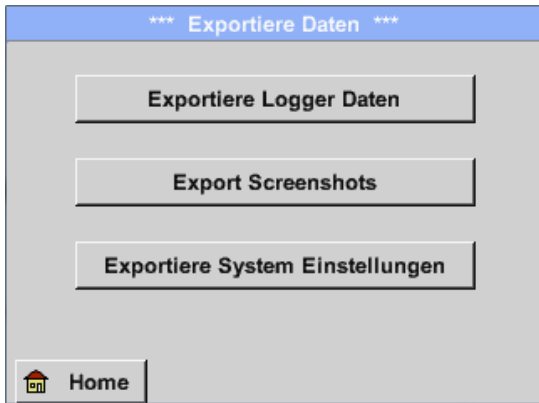 *** Exportiere Daten ***
Exportiere Logger Daten
Export Screenshots
Exportiere System Einstellungen
Home